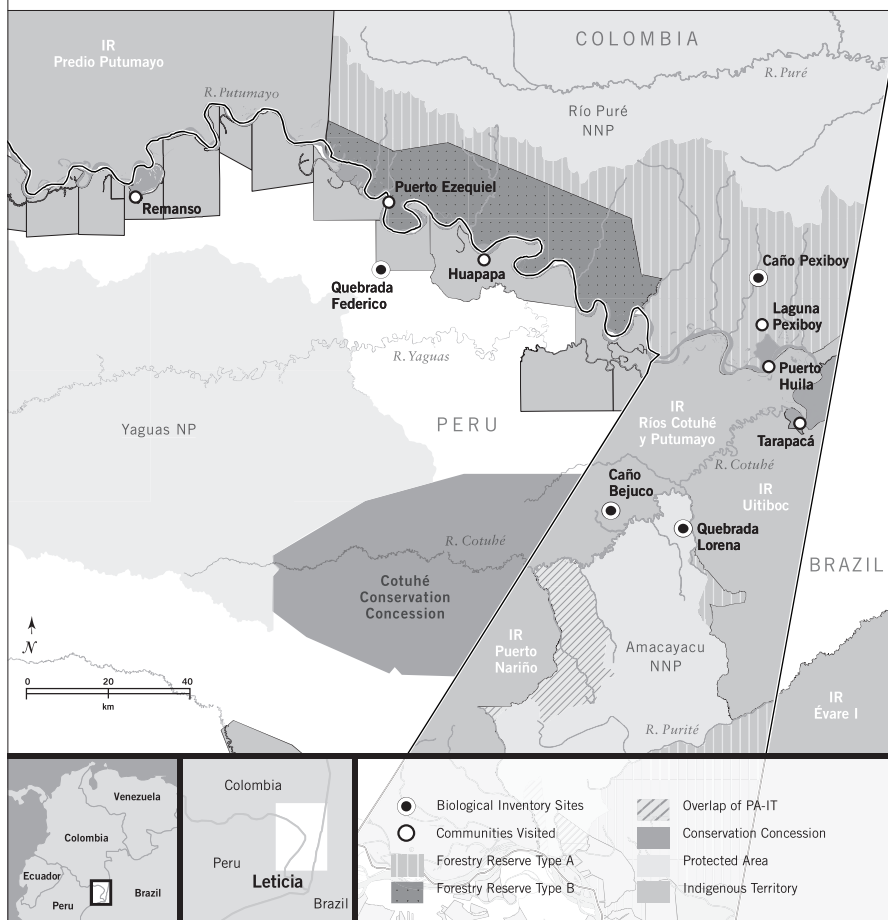 COLOMBIA
IR
Predio Putumayo
R. Putumayo
R. Puré
Río Puré
NNP
Remanso
Puerto Ezequiel
Quebrada
Federico
Huapapa
Caño Pexiboy
Laguna
Pexiboy
Puerto
Huila
R. Yaguas
Yaguas NP
PERU
IR
Ríos Cotuhé
y Putumayo
Tarapacá
R. Cotuhé
IR
Uitiboc
Caño
Bejuco
Quebrada
Lorena
R. Cotuhé
BRAZIL
Cotuhé
Conservation
Concession
IR
Puerto
Nariño
Amacayacu
NNP
R. Purité
IR
Évare I
N
0 20 40
km
Venezuela
Colombia
Ecuador
Peru
Brazil
Colombia
Peru
Leticia
Brazil
Biological Inventory Sites
Communities Visited
Forestry Reserve Type A
Forestry Reserve Type B
Overlap of PA-IT
Conservation Concession
Protected Area
Indigenous Territory